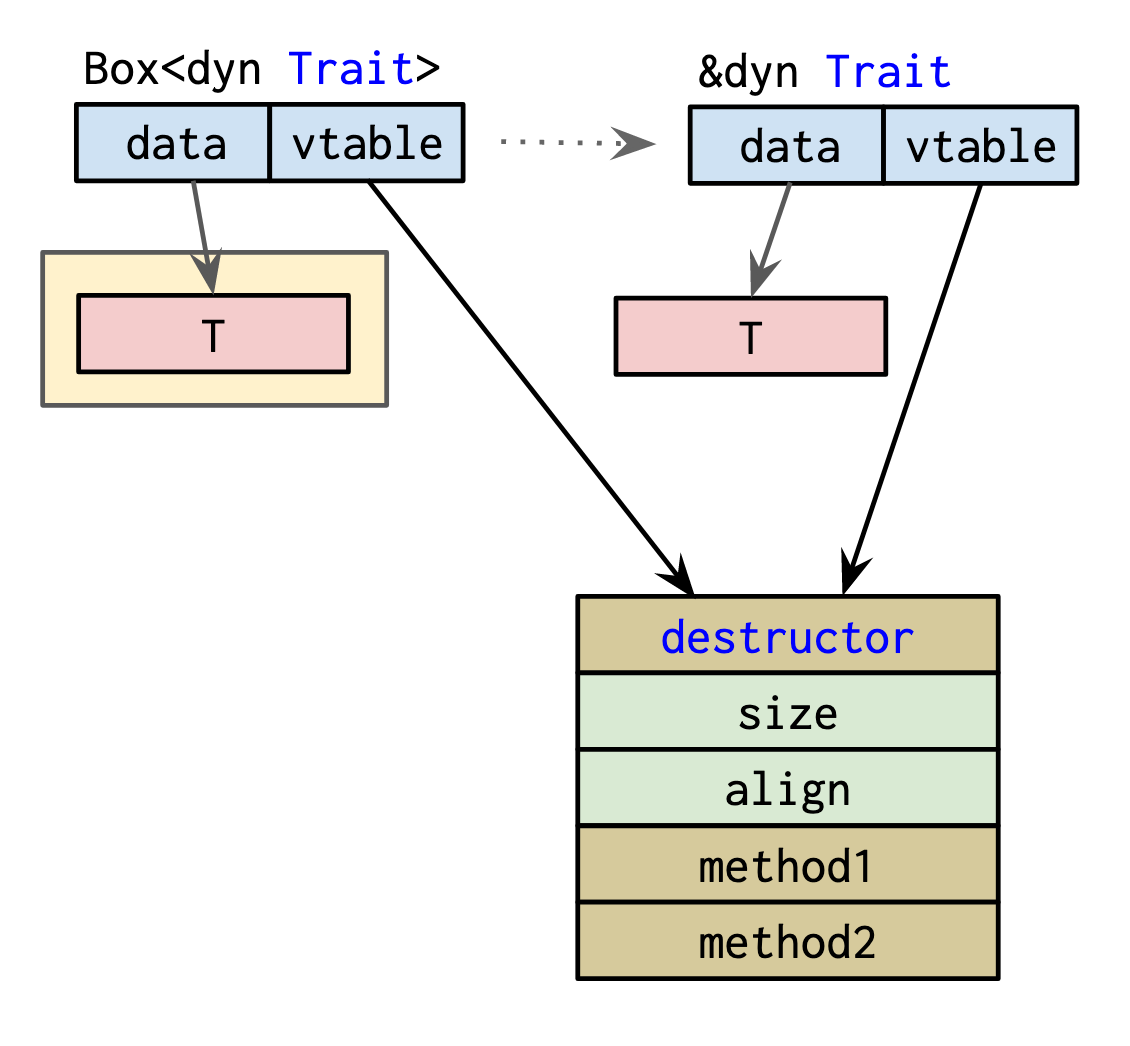 Box<dyn Trait>
data vtable
T
&dyn Trait
data vtable
T
destructor
size
align
method1
method2